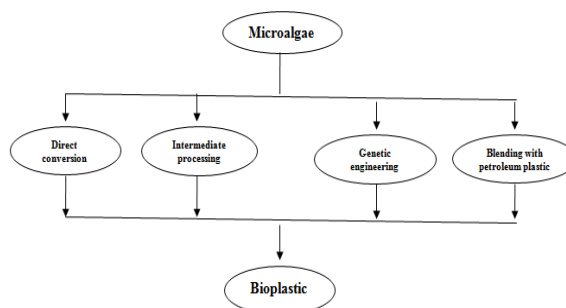 Microalgae
Direct
conversion
Intermediate
processing
Genetic
engineering
Blending with
petroleum plastic
Bioplastic